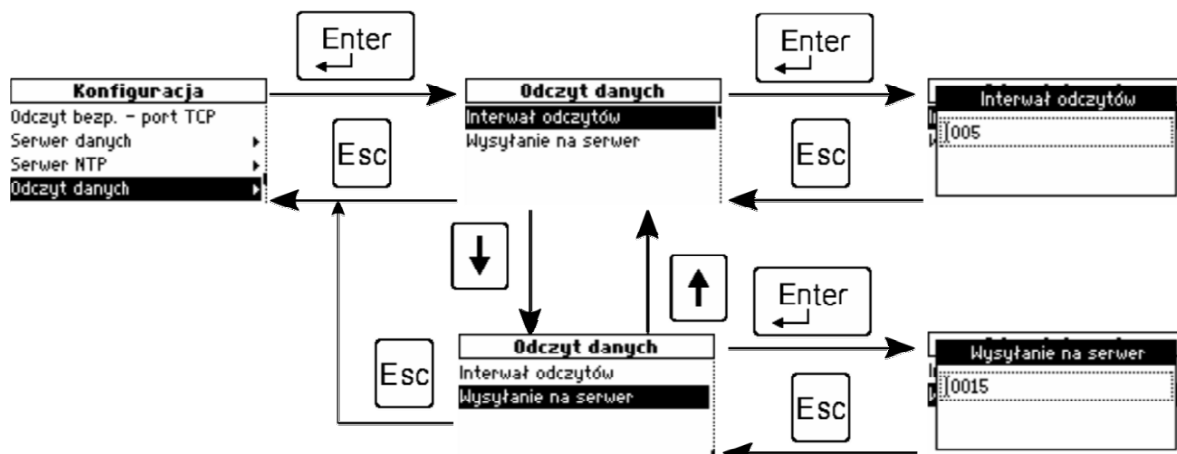 Enter
Enter
Konfiguracja
Odczyt bezp. - port TCP
Serwer danych
Serwer NTP
Odczyt danych
Esc
Odczyt danych
Interwał odczytów
Wysyłanie na serwer
Esc
Interwał odczytów
005
Enter
Esc
Odczyt danych
Interwał odczytów
Wysyłanie na serwer
Esc
Wysyłanie na serwer
0015